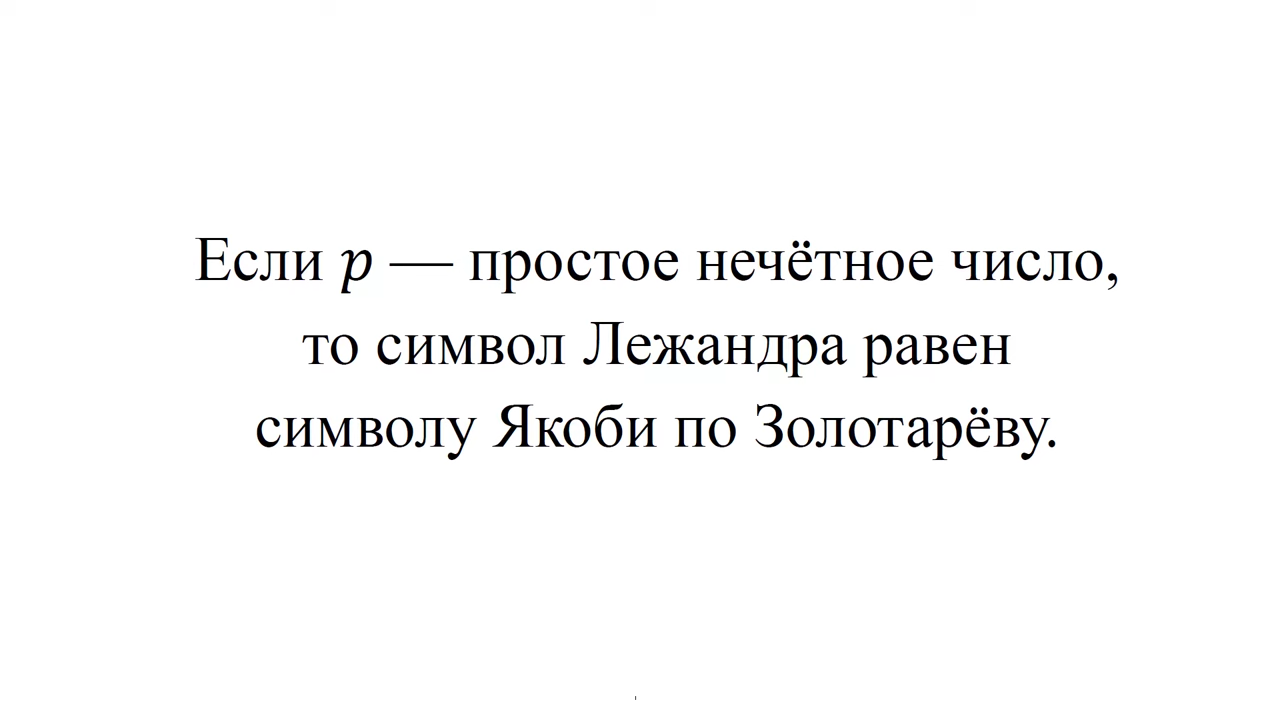 Если p — простое нечётное число,
то символ Лежандра равен
символу Якоби по Золотарёву.